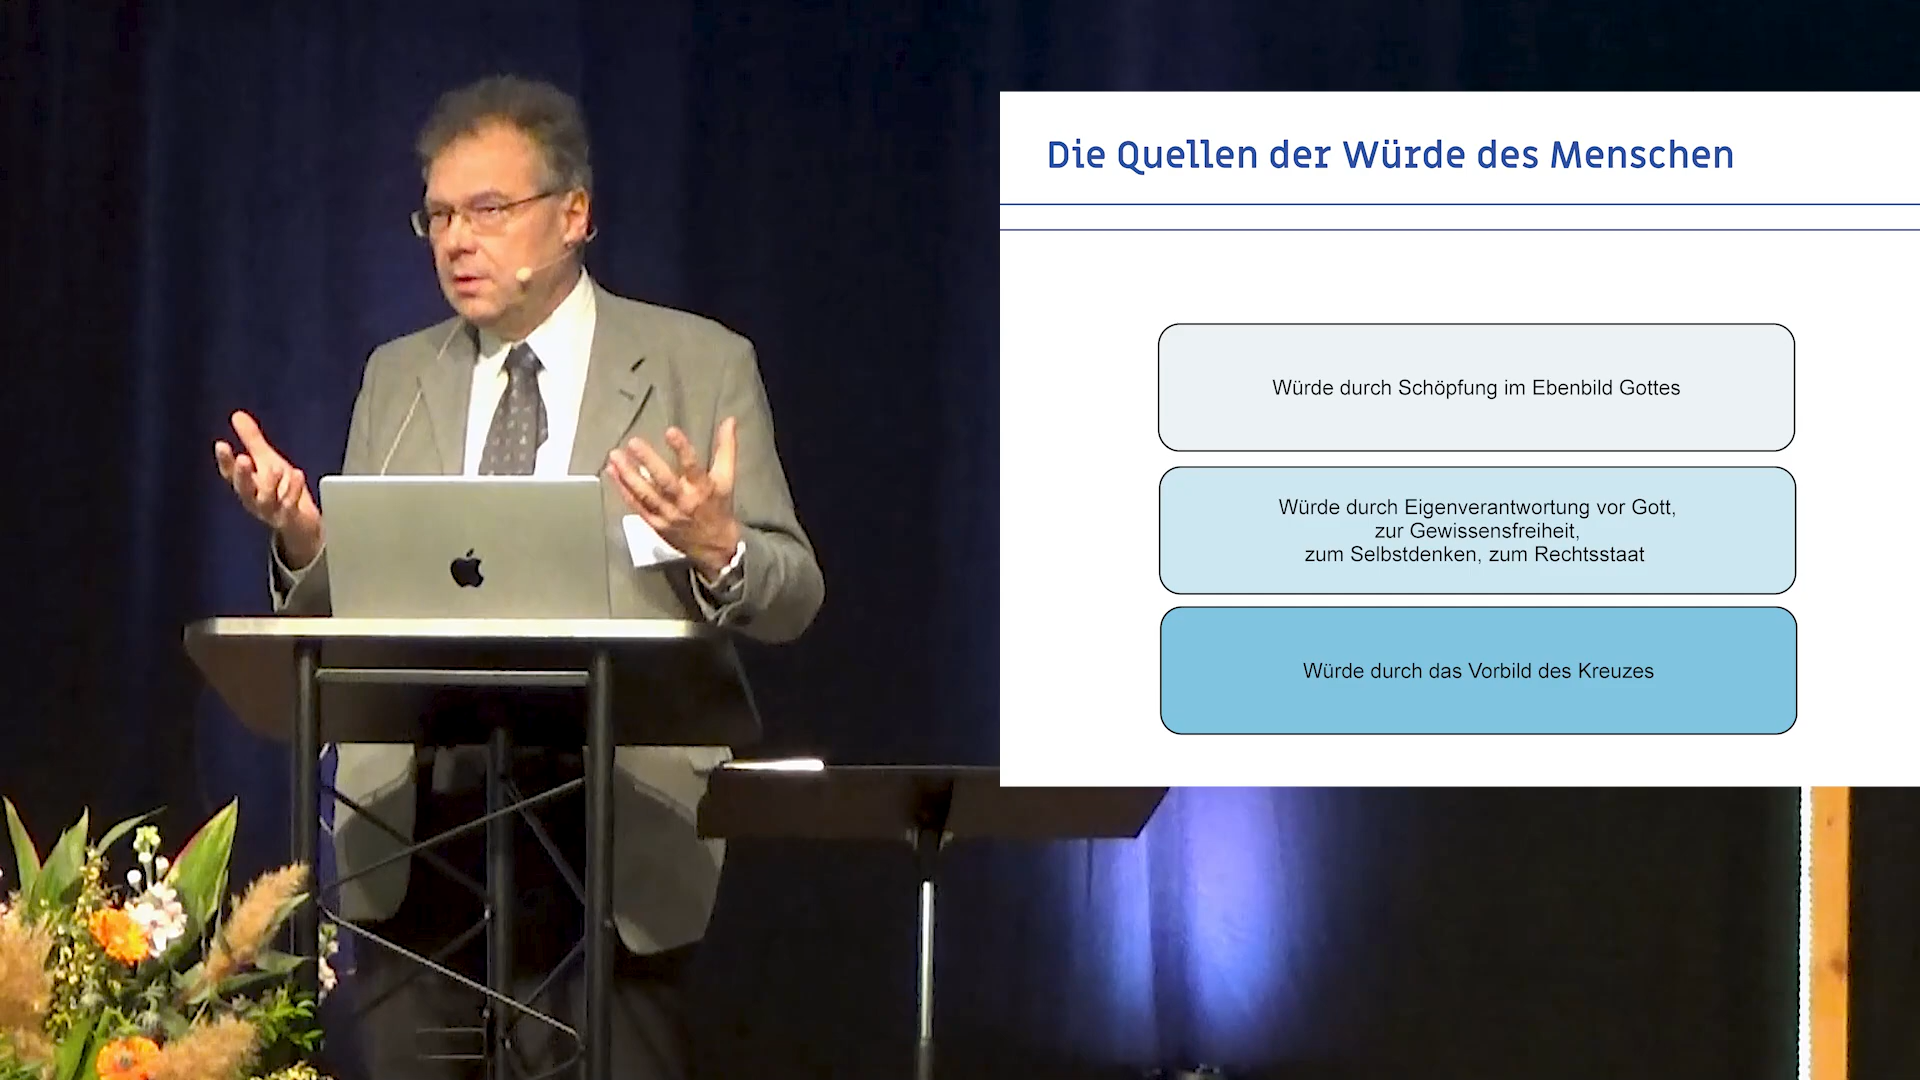 Die Quellen der Würde des Menschen
Würde durch Schöpfung im Ebenbild Gottes
Würde durch Eigenverantwortung vor Gott,
zur Gewissensfreiheit,
zum Selbstdenken, zum Rechtsstaat
Würde durch das Vorbild des Kreuzes